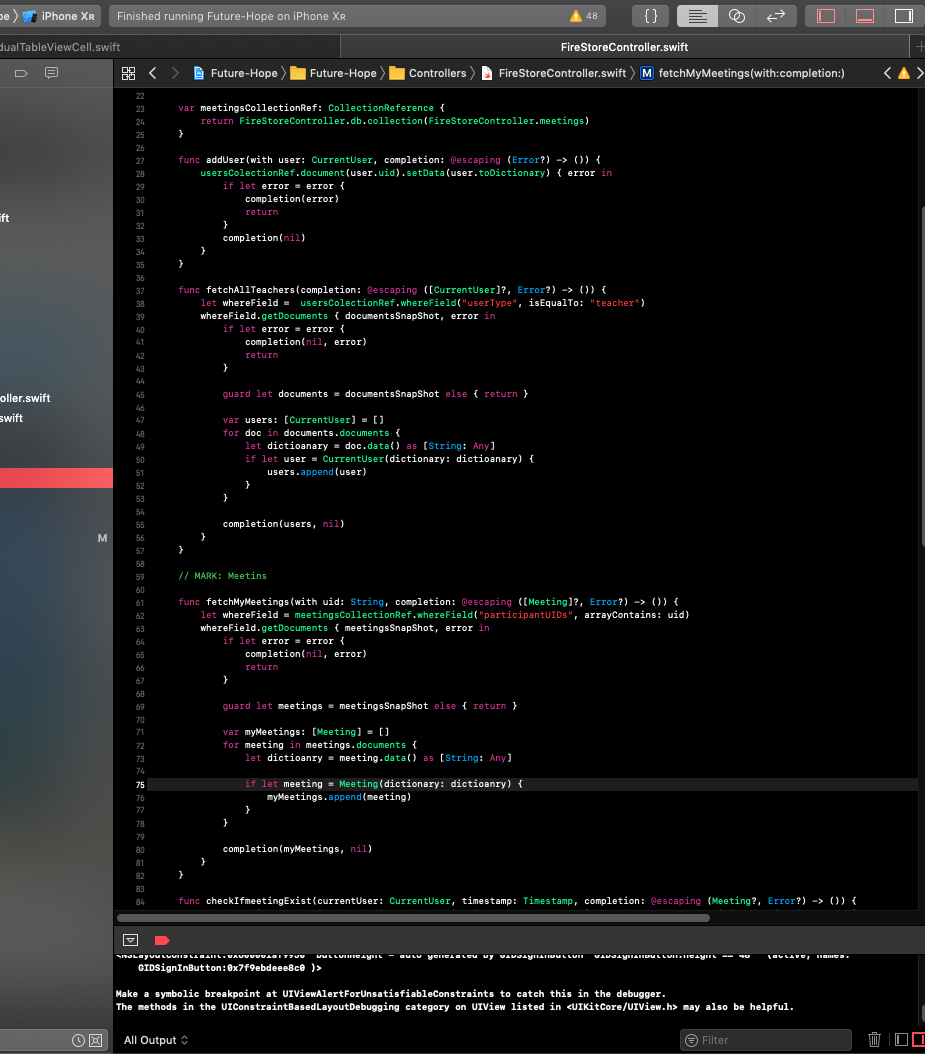 iPhone XR
Finished running Future-Hope on iPhone XR
48
dualTableViewCell.swift
FireStoreController.swift
Future-Hope
Future-Hope
Controllers
FireStoreController.swift
M fetchMyMeetings(with:completion:)
ift
oller.swift
swift
M
22
23 var meetingsCollectionRef: CollectionReference {
24 return FireStoreController.db.collection(FireStoreController.meetings)
25 }
26
27 func addUser(with user: CurrentUser, completion: @escaping (Error?) -> ()) {
28 usersColectionRef.document(user.uid).setData(user.toDictionary) { error in
29 if let error = error {
30 completion(error)
31 return
32 }
33 completion(nil)
34 }
35 }
36
37 func fetchAllTeachers(completion: @escaping ([CurrentUser]?, Error?) -> ()) {
38 let whereField =  usersColectionRef.whereField("userType", isEqualTo: "teacher")
39 whereField.getDocuments { documentsSnapShot, error in
40 if let error = error {
41 completion(nil, error)
42 return
43 }
44
45 guard let documents = documentsSnapShot else { return }
46
47 var users: [CurrentUser] = []
48 for doc in documents.documents {
49 let dictioanary = doc.data() as [String: Any]
50 if let user = CurrentUser(dictionary: dictioanary) {
51 users.append(user)
52 }
53 }
54
55 completion(users, nil)
56 }
57 }
58
59 // MARK: Meetins
60
61 func fetchMyMeetings(with uid: String, completion: @escaping ([Meeting]?, Error?) -> ()) {
62 let whereField = meetingsCollectionRef.whereField("participantUIDs", arrayContains: uid)
63 whereField.getDocuments { meetingsSnapShot, error in
64 if let error = error {
65 completion(nil, error)
66 return
67 }
68
69 guard let meetings = meetingsSnapShot else { return }
70
71 var myMeetings: [Meeting] = []
72 for meeting in meetings.documents {
73 let dictioanry = meeting.data() as [String: Any]
74
75 if let meeting = Meeting(dictionary: dictioanry) {
76 myMeetings.append(meeting)
77 }
78 }
79
80 completion(myMeetings, nil)
81 }
82 }
83
84 func checkIfmeetingExist(currentUser: CurrentUser, timestamp: Timestamp, completion: @escaping (Meeting?, Error?) -> ()) {
GIDSignInButton:0x7f9ebdeee8c0 )>
Make a symbolic breakpoint at UIViewAlertForUnsatisfiableConstraints to catch this in the debugger.
The methods in the UIConstraintBasedLayoutDebugging category on UIView listed in <UIKitCore/UIView.h> may also be helpful.
All Output
Filter